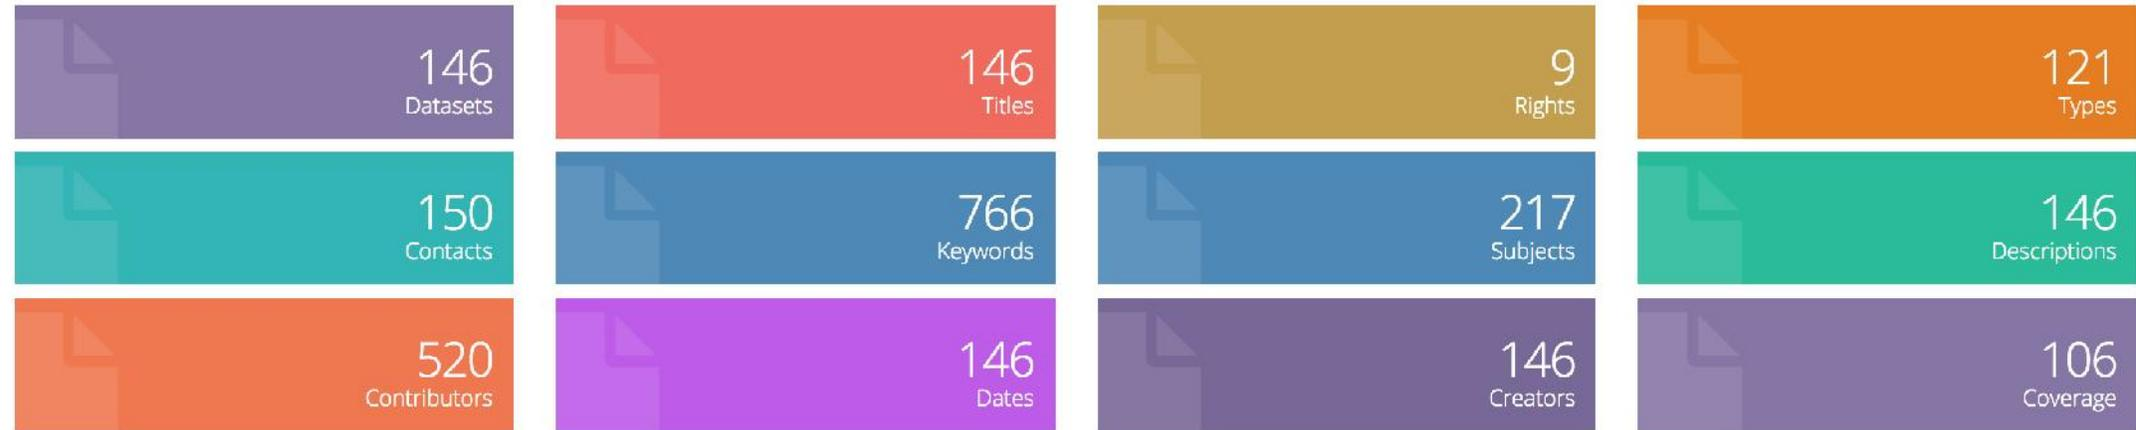 146
Datasets
146
Titles
9
Rights
121
Types
150
Contacts
766
Keywords
217
Subjects
146
Descriptions
520
Contributors
146
Dates
146
Creators
106
Coverage